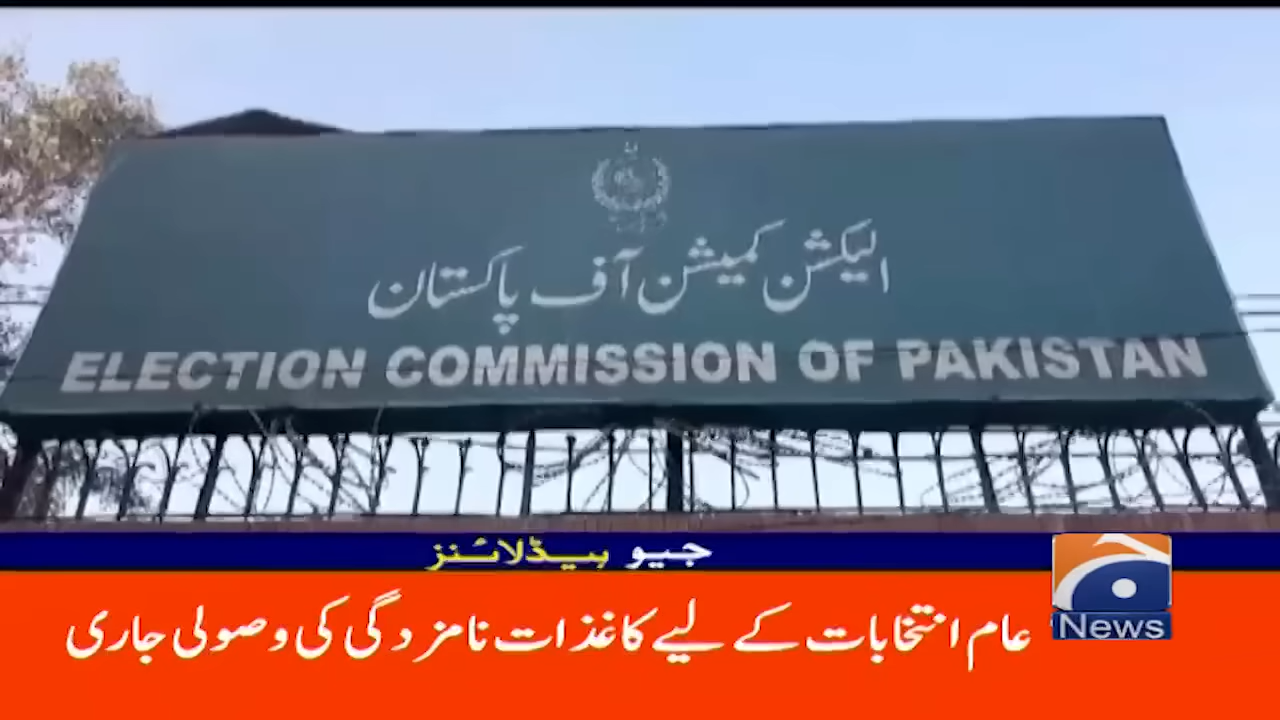 الیکشن کمیشن آف پاکستان
ELECTION COMMISSION OF PAKISTAN
جیو ہیڈلائنز
عام انتخابات کے لیے کاغذات نامزدگی کی وصولی جاری
News